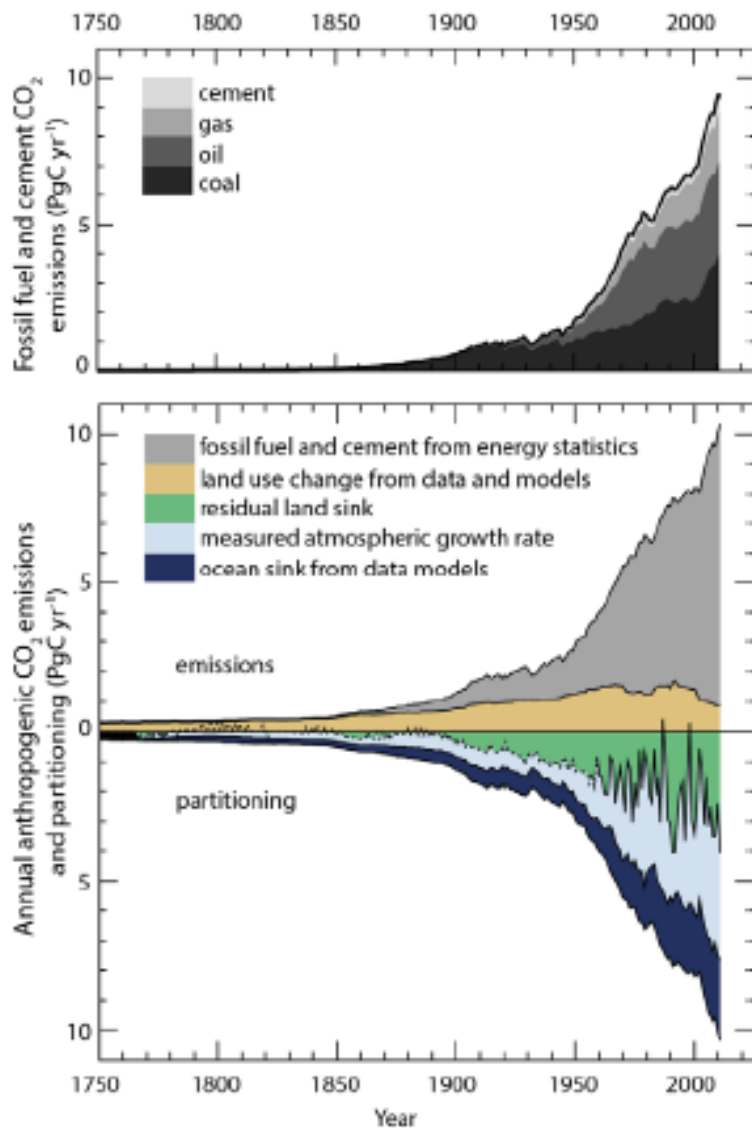 1750 1800 1850 1900 1950 2000
Fossil fuel and cement CO2
emissions (PgC yr-1)
10
5
0
cement
gas
oil
coal
Annual anthropogenic CO2 emissions
and partitioning (PgC yr-1)
10
5
0
5
10
fossil fuel and cement from energy statistics
land use change from data and models
residual land sink
measured atmospheric growth rate
ocean sink from data models
emissions
partitioning
1750 1800 1850 1900 1950 2000
Year